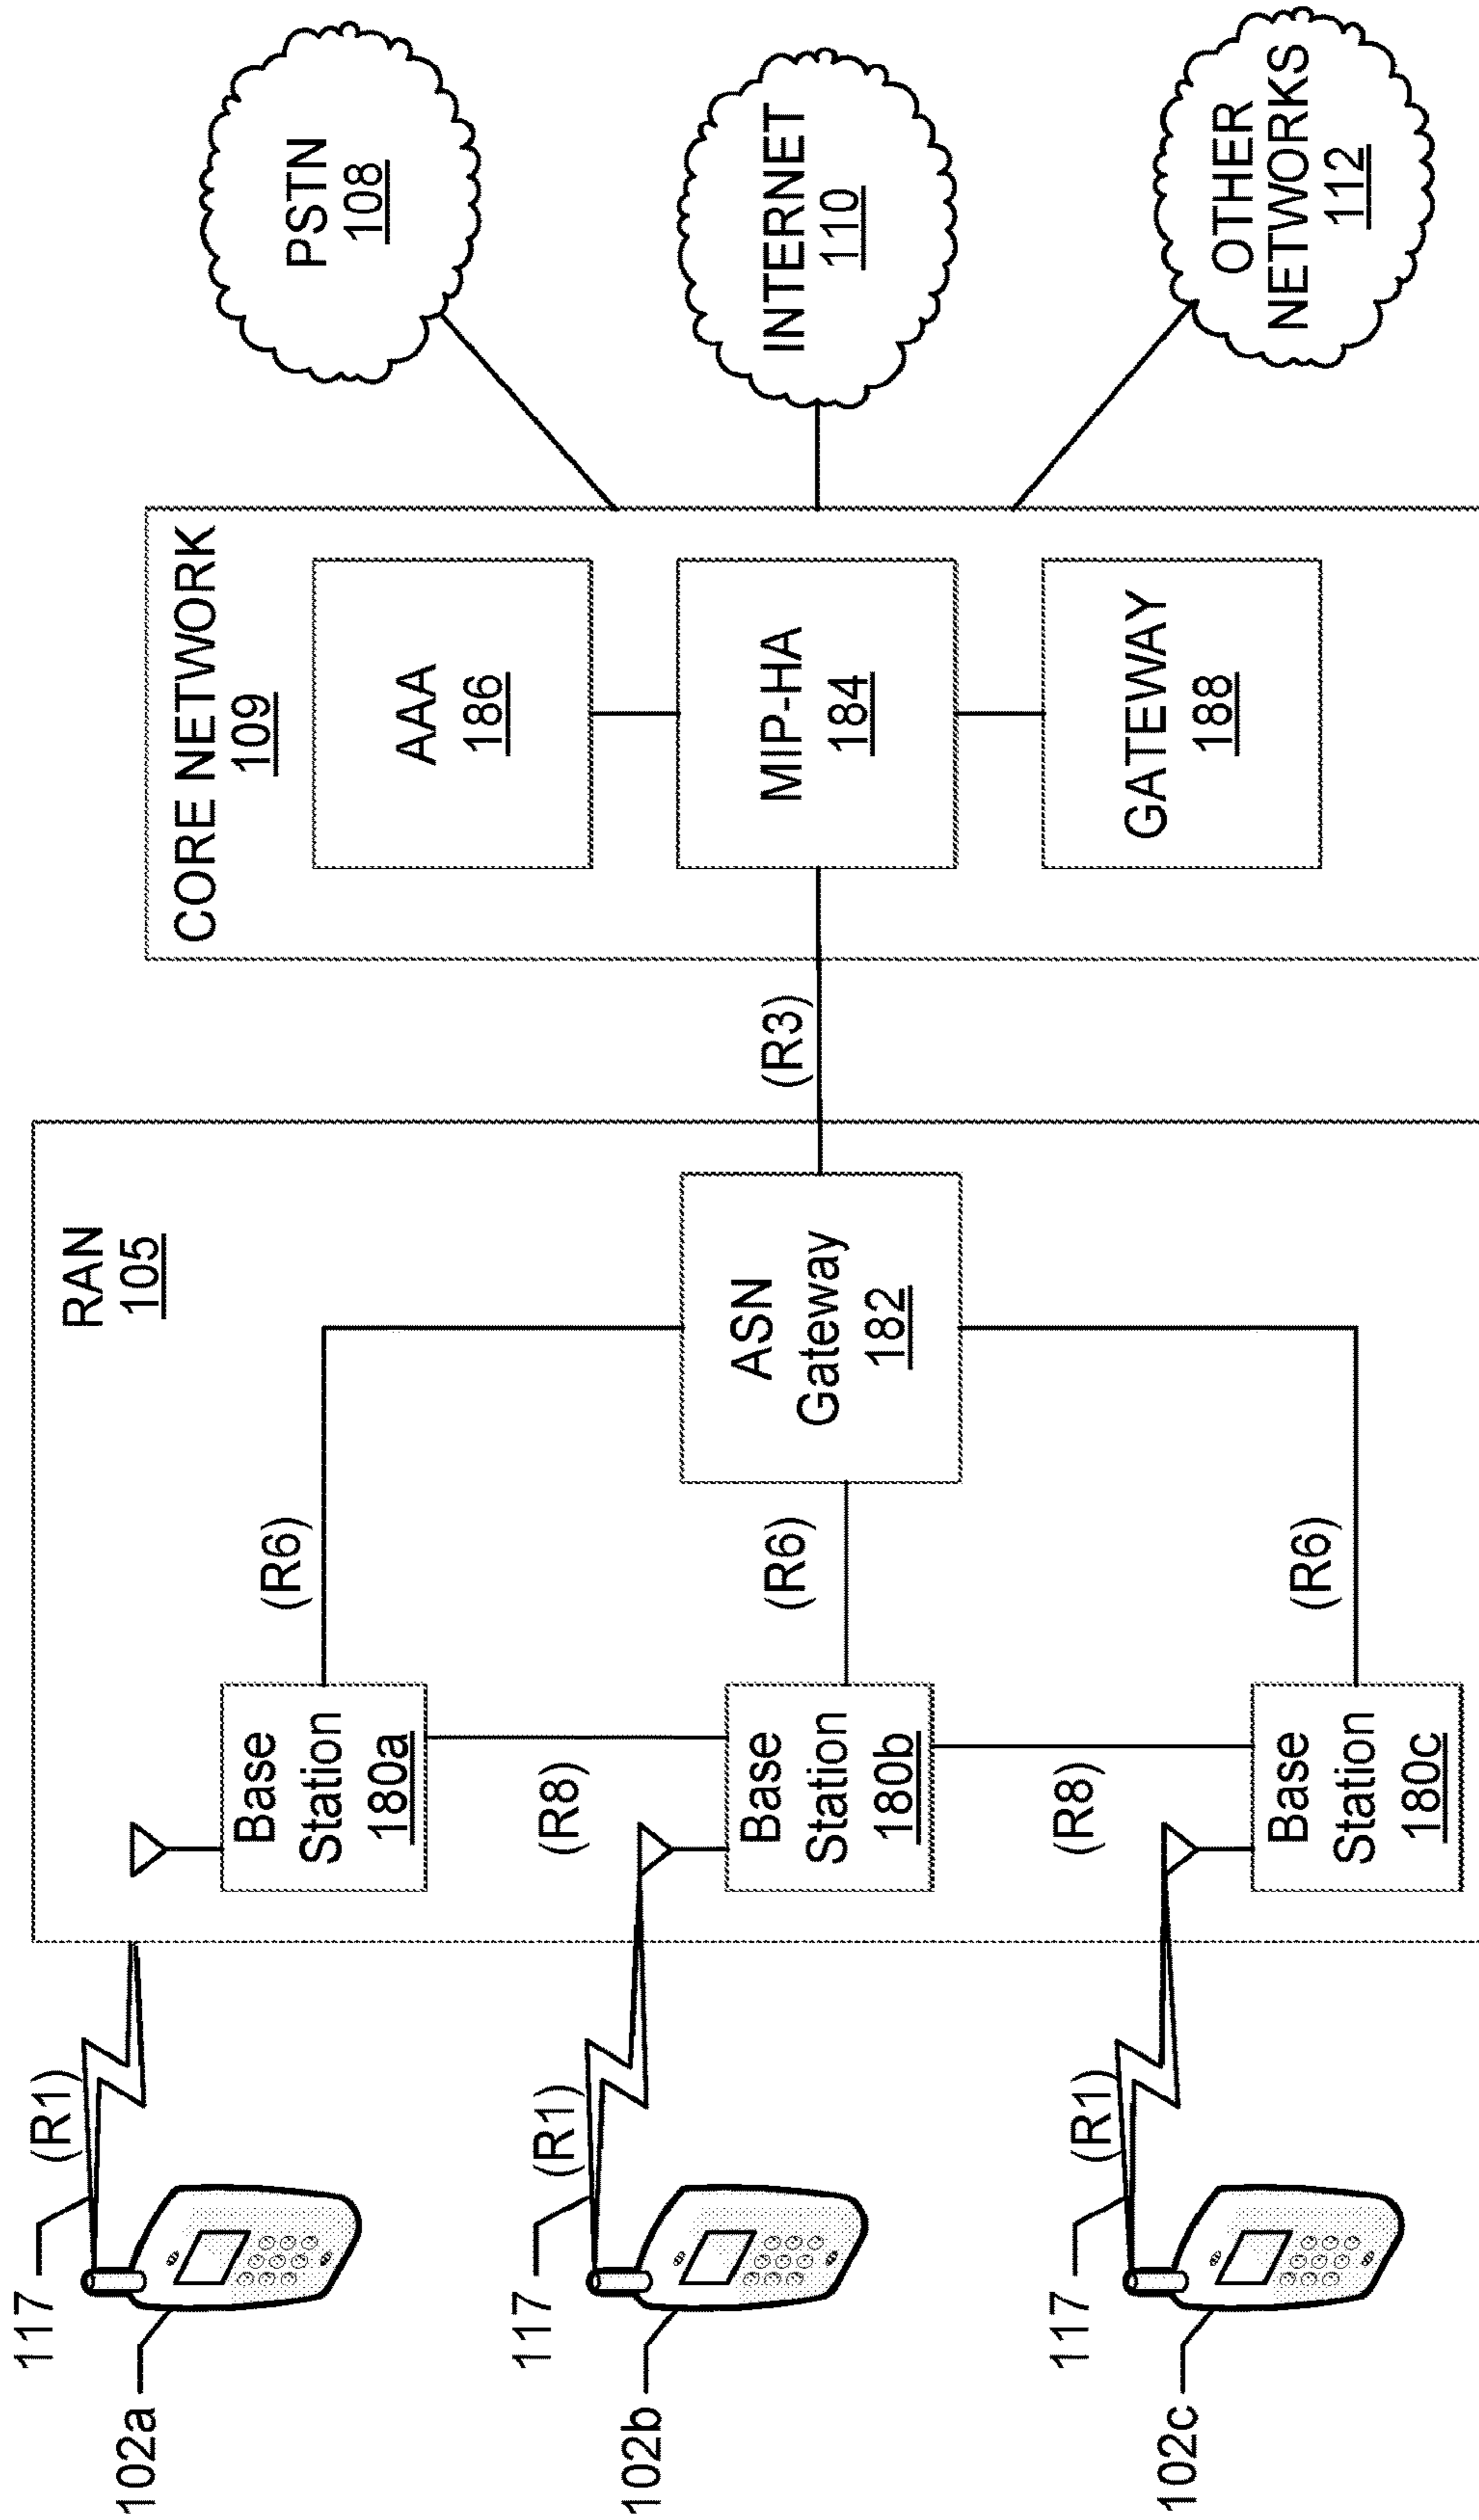 117
(R1)
102a
117
(R1)
102b
117
(R1)
102c
RAN
105
Base
Station
180a
(R8)
Base
Station
180b
(R8)
Base
Station
180c
(R6)
(R6)
(R6)
ASN
Gateway
182
(R3)
CORE NETWORK
109
AAA
186
MIP-HA
184
GATEWAY
188
PSTN
108
INTERNET
110
OTHER
NETWORKS
112